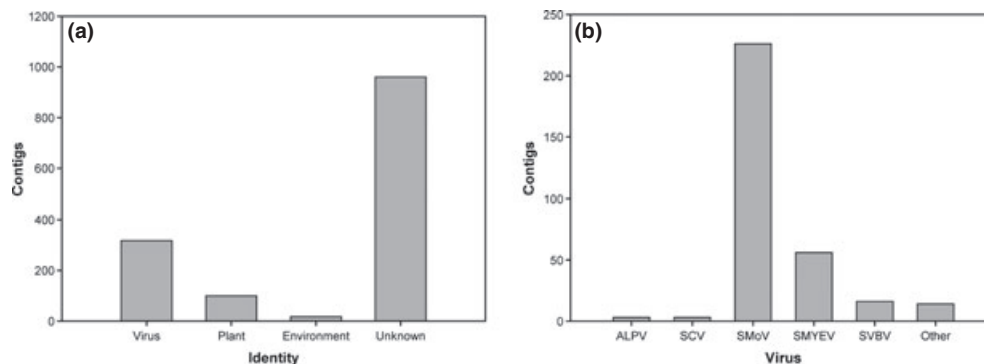 (a)
1200
1000
800
600
400
200
0
Contigs
Virus Plant Environment Unknown
Identity
(b)
250
200
150
100
50
0
Contigs
ALPV SCV SMoV SMYEV SVBV Other
Virus